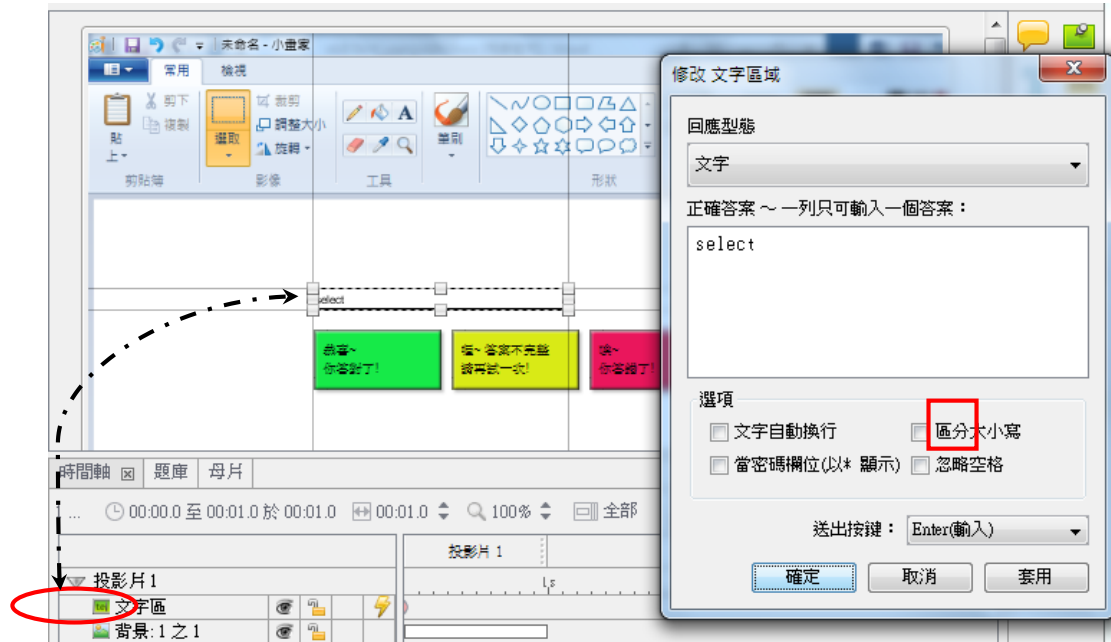 未命名 - 小畫家
常用 檢視
剪下
複製
貼上
剪貼簿
選取
裁剪
調整大小
旋轉
影像
A
工具
筆刷
形狀
select
恭喜~
你答對了!
喔~ 答案不完整
請再試一次!
唉~
你答錯了!
修改 文字區域
X
回應型態
文字
正確答案 ～ 一列只可輸入一個答案：
select
選項
文字自動換行
區分大小寫
當密碼欄位(以* 顯示)
忽略空格
送出按鍵： Enter(輸入)
確定 取消 套用
時間軸 題庫 母片
... 00:00.0 至 00:01.0 於 00:01.0 00:01.0 100% 全部
投影片 1
投影片1
文字區
背景:1 之 1